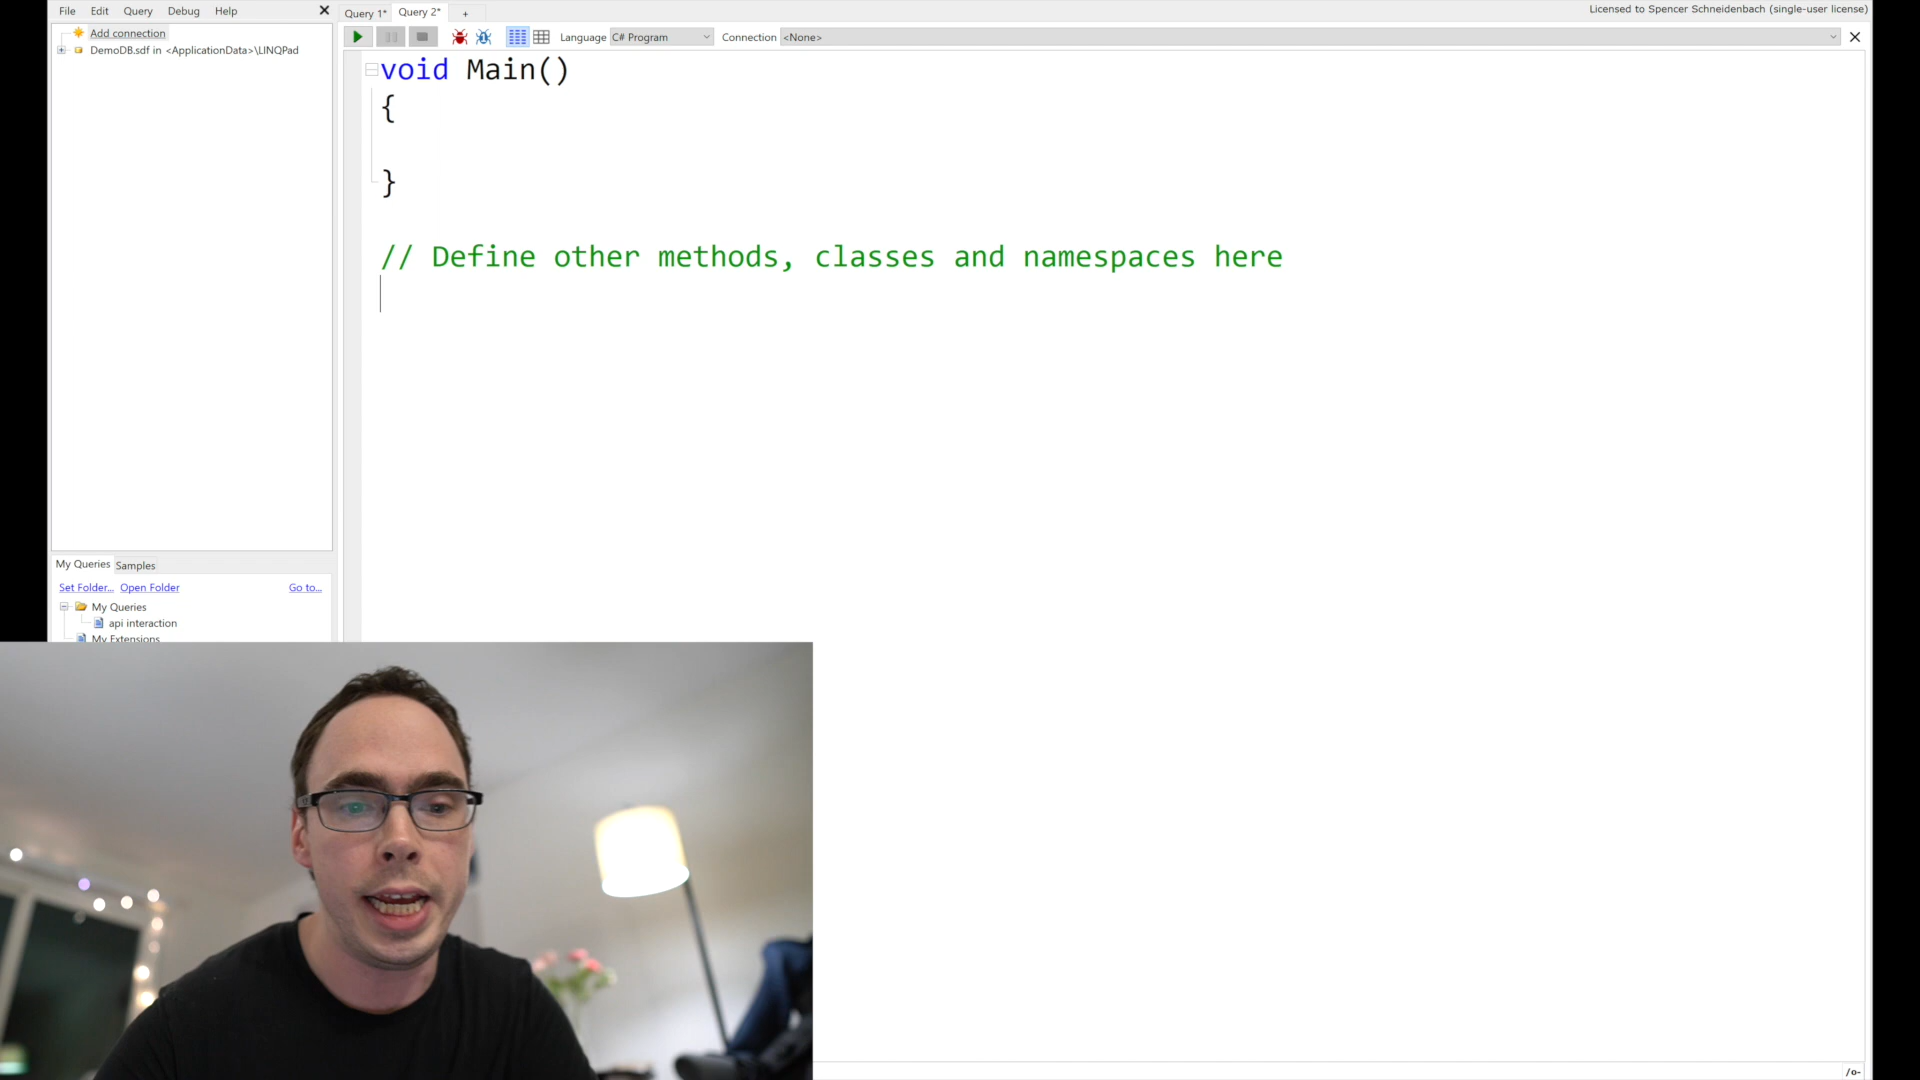 File Edit Query Debug Help
Query 1* Query 2* +
Licensed to Spencer Schneidenbach (single-user license)
Add connection
DemoDB.sdf in <ApplicationData>\LINQPad
Language C# Program Connection <None>
void Main()
{
}
// Define other methods, classes and namespaces here
My Queries Samples
Set Folder... Open Folder Go to...
My Queries
api interaction
My Extensions
/o-